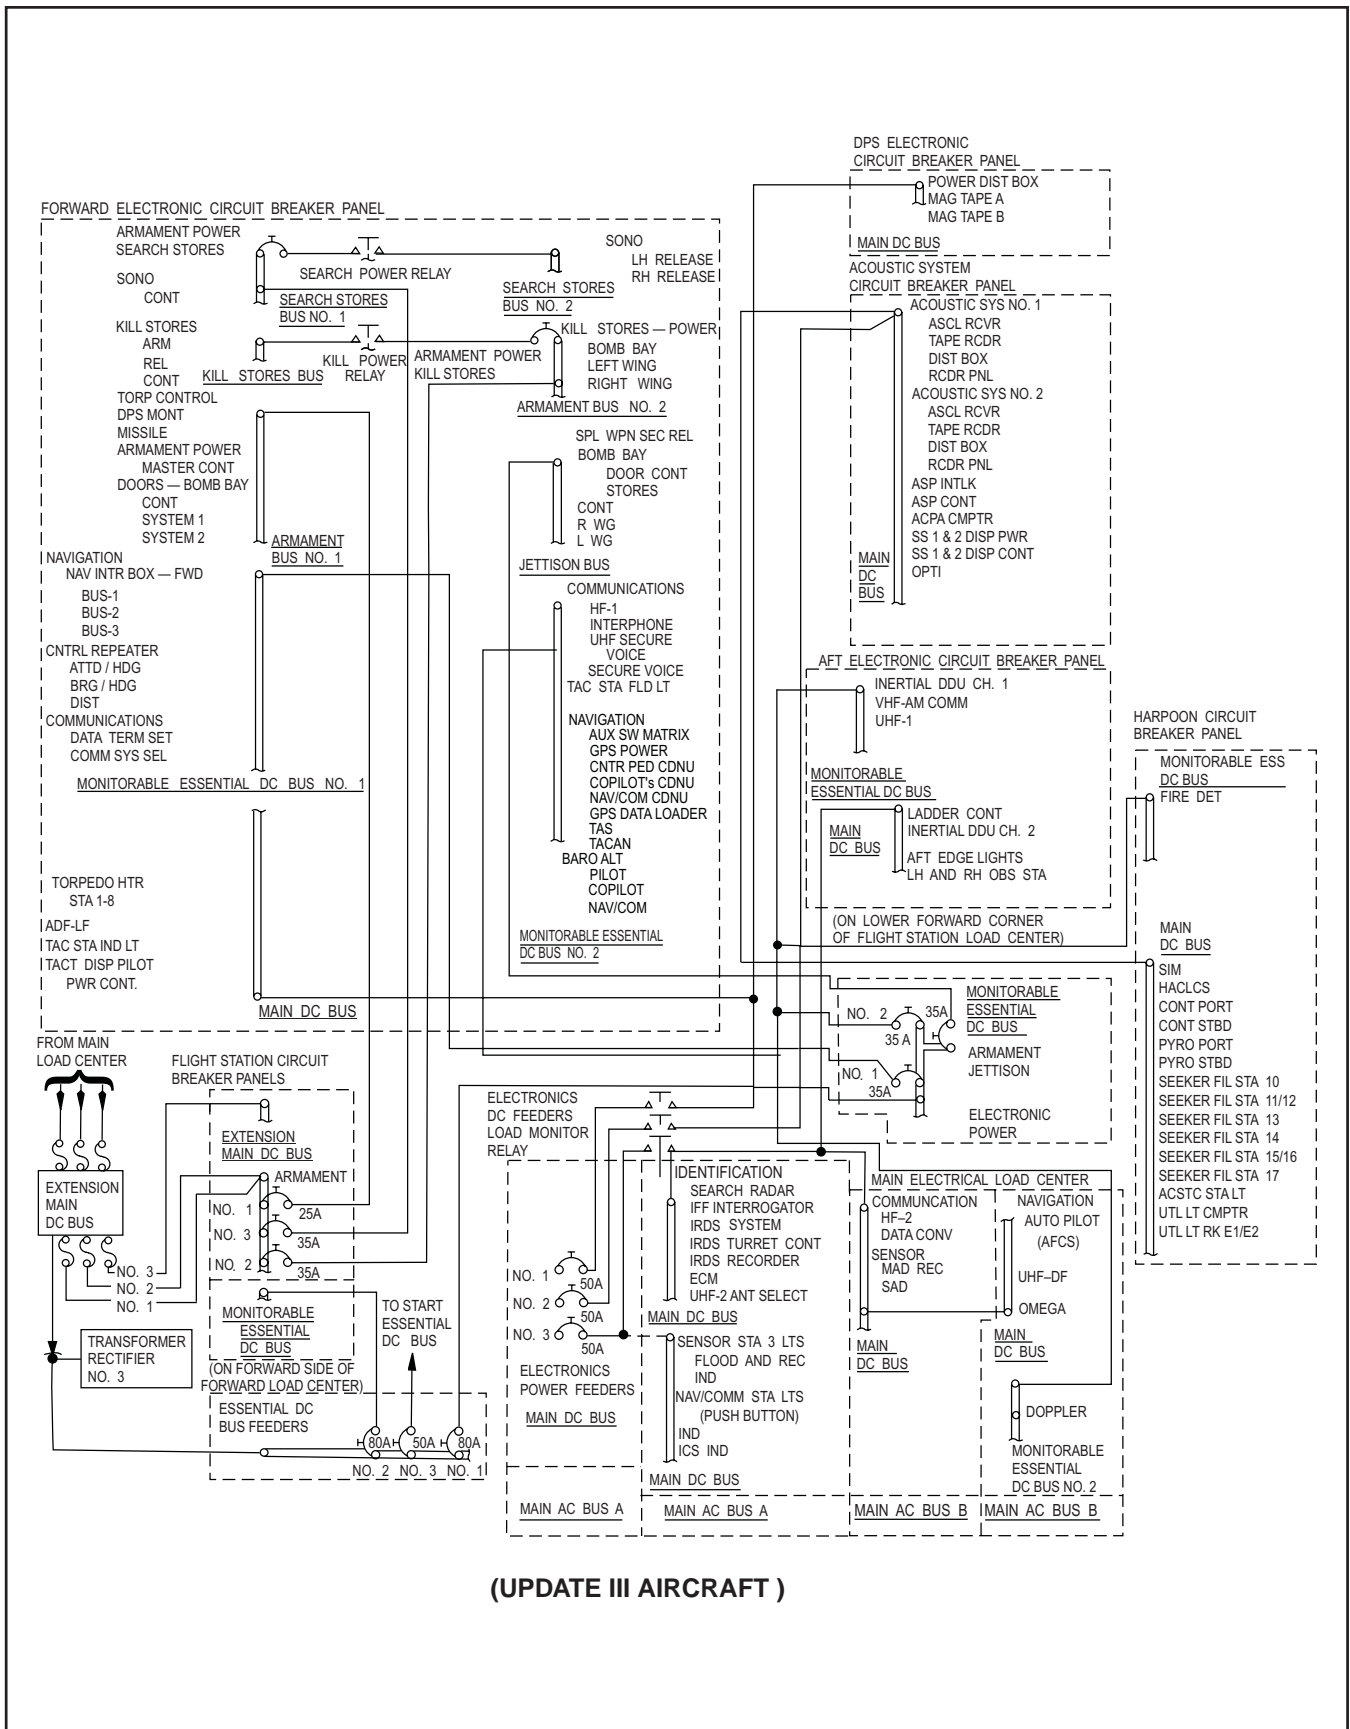 FORWARD ELECTRONIC CIRCUIT BREAKER PANEL
ARMAMENT POWER
SEARCH STORES
SONO
CONT
SEARCH POWER RELAY
SEARCH STORES
BUS NO. 1
SONO
LH RELEASE
RH RELEASE
SEARCH STORES
BUS NO. 2
KILL STORES
ARM
REL
CONT
KILL STORES BUS
KILL POWER
RELAY
ARMAMENT POWER
KILL STORES
KILL STORES — POWER
BOMB BAY
LEFT WING
RIGHT WING
ARMAMENT BUS NO. 2
TORP CONTROL
DPS MONT
MISSILE
ARMAMENT POWER
MASTER CONT
DOORS — BOMB BAY
CONT
SYSTEM 1
SYSTEM 2
ARMAMENT
BUS NO. 1
SPL WPN SEC REL
BOMB BAY
DOOR CONT
STORES
CONT
R WG
L WG
JETTISON BUS
NAVIGATION
NAV INTR BOX — FWD
BUS-1
BUS-2
BUS-3
CNTRL REPEATER
ATTD / HDG
BRG / HDG
DIST
COMMUNICATIONS
DATA TERM SET
COMM SYS SEL
MONITORABLE ESSENTIAL DC BUS NO. 1
COMMUNICATIONS
HF-1
INTERPHONE
UHF SECURE
VOICE
SECURE VOICE
TAC STA FLD LT
NAVIGATION
AUX SW MATRIX
GPS POWER
CNTR PED CDNU
COPILOT's CDNU
NAV/COM CDNU
GPS DATA LOADER
TAS
TACAN
BARO ALT
PILOT
COPILOT
NAV/COM
MONITORABLE ESSENTIAL
DC BUS NO. 2
TORPEDO HTR
STA 1-8
ADF-LF
TAC STA IND LT
TACT DISP PILOT
PWR CONT.
MAIN DC BUS
DPS ELECTRONIC
CIRCUIT BREAKER PANEL
POWER DIST BOX
MAG TAPE A
MAG TAPE B
MAIN DC BUS
ACOUSTIC SYSTEM
CIRCUIT BREAKER PANEL
ACOUSTIC SYS NO. 1
ASCL RCVR
TAPE RCDR
DIST BOX
RCDR PNL
ACOUSTIC SYS NO. 2
ASCL RCVR
TAPE RCDR
DIST BOX
RCDR PNL
ASP INTLK
ASP CONT
ACPA CMPTR
SS 1 & 2 DISP PWR
SS 1 & 2 DISP CONT
OPTI
MAIN
DC
BUS
AFT ELECTRONIC CIRCUIT BREAKER PANEL
INERTIAL DDU CH. 1
VHF-AM COMM
UHF-1
MONITORABLE
ESSENTIAL DC BUS
LADDER CONT
INERTIAL DDU CH. 2
AFT EDGE LIGHTS
LH AND RH OBS STA
MAIN
DC BUS
(ON LOWER FORWARD CORNER
OF FLIGHT STATION LOAD CENTER)
HARPOON CIRCUIT
BREAKER PANEL
MONITORABLE ESS
DC BUS
FIRE DET
MAIN
DC BUS
SIM
HACLCS
CONT PORT
CONT STBD
PYRO PORT
PYRO STBD
SEEKER FIL STA 10
SEEKER FIL STA 11/12
SEEKER FIL STA 13
SEEKER FIL STA 14
SEEKER FIL STA 15/16
SEEKER FIL STA 17
ACSTC STA LT
UTL LT CMPTR
UTL LT RK E1/E2
NO. 2
35 A
35A
NO. 1
35A
MONITORABLE
ESSENTIAL
DC BUS
ARMAMENT
JETTISON
ELECTRONIC
POWER
FROM MAIN
LOAD CENTER
EXTENSION
MAIN
DC BUS
NO. 3
NO. 2
NO. 1
TRANSFORMER
RECTIFIER
NO. 3
FLIGHT STATION CIRCUIT
BREAKER PANELS
EXTENSION
MAIN DC BUS
ARMAMENT
NO. 1
25A
NO. 3
35A
NO. 2
35A
MONITORABLE
ESSENTIAL
DC BUS
(ON FORWARD SIDE OF
FORWARD LOAD CENTER)
ESSENTIAL DC
BUS FEEDERS
TO START
ESSENTIAL
DC BUS
80A
50A
80A
NO. 2 NO. 3 NO. 1
ELECTRONICS
DC FEEDERS
LOAD MONITOR
RELAY
NO. 1
50A
NO. 2
50A
NO. 3
50A
ELECTRONICS
POWER FEEDERS
MAIN DC BUS
MAIN AC BUS A
IDENTIFICATION
SEARCH RADAR
IFF INTERROGATOR
IRDS SYSTEM
IRDS TURRET CONT
IRDS RECORDER
ECM
UHF-2 ANT SELECT
MAIN DC BUS
SENSOR STA 3 LTS
FLOOD AND REC
IND
NAV/COMM STA LTS
(PUSH BUTTON)
IND
ICS IND
MAIN DC BUS
MAIN AC BUS A
MAIN ELECTRICAL LOAD CENTER
COMMUNCATION
HF–2
DATA CONV
SENSOR
MAD REC
SAD
MAIN
DC BUS
MAIN AC BUS B
NAVIGATION
AUTO PILOT
(AFCS)
UHF–DF
OMEGA
MAIN
DC BUS
DOPPLER
MONITORABLE
ESSENTIAL
DC BUS NO. 2
MAIN AC BUS B
(UPDATE III AIRCRAFT )